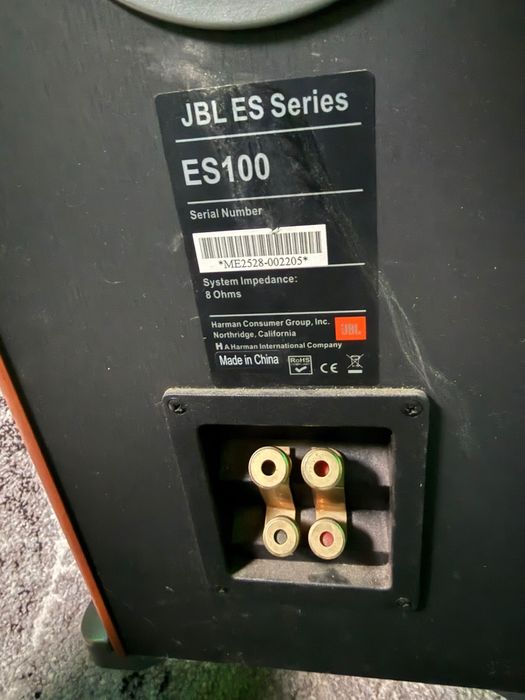 JBL ES Series
ES100
Serial Number
*ME2528-002205*
System Impedance:
8 Ohms
Harman Consumer Group, Inc.
Northridge, California
H A Harman International Company
JBL
Made in China
RoHS
CE